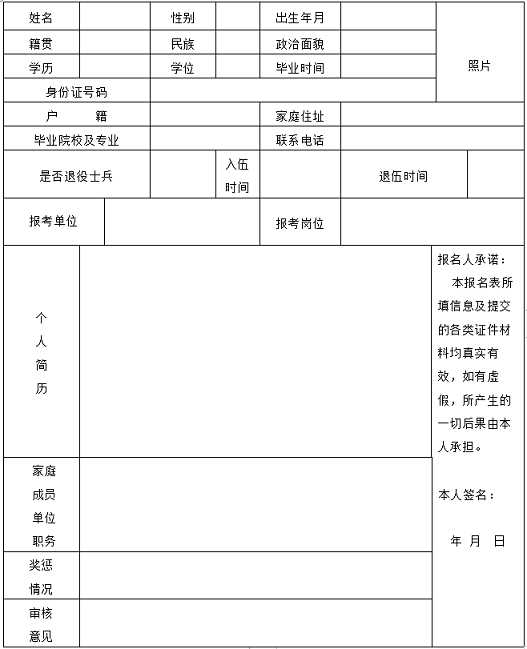 姓名 性别 出生年月
籍贯 民族 政治面貌
学历 学位 毕业时间
照片
身份证号码
户 籍 家庭住址
毕业院校及专业 联系电话
是否退役士兵 入伍 退伍时间
时间
报考单位 报考岗位
个
人
简
历
报名人承诺：
本报名表所
填信息及提交
的各类证件材
料均真实有
效，如有虚
假，所产生的
一切后果由本
人承担。
本人签名：
年 月 日
家庭
成员
单位
职务
奖惩
情况
审核
意见